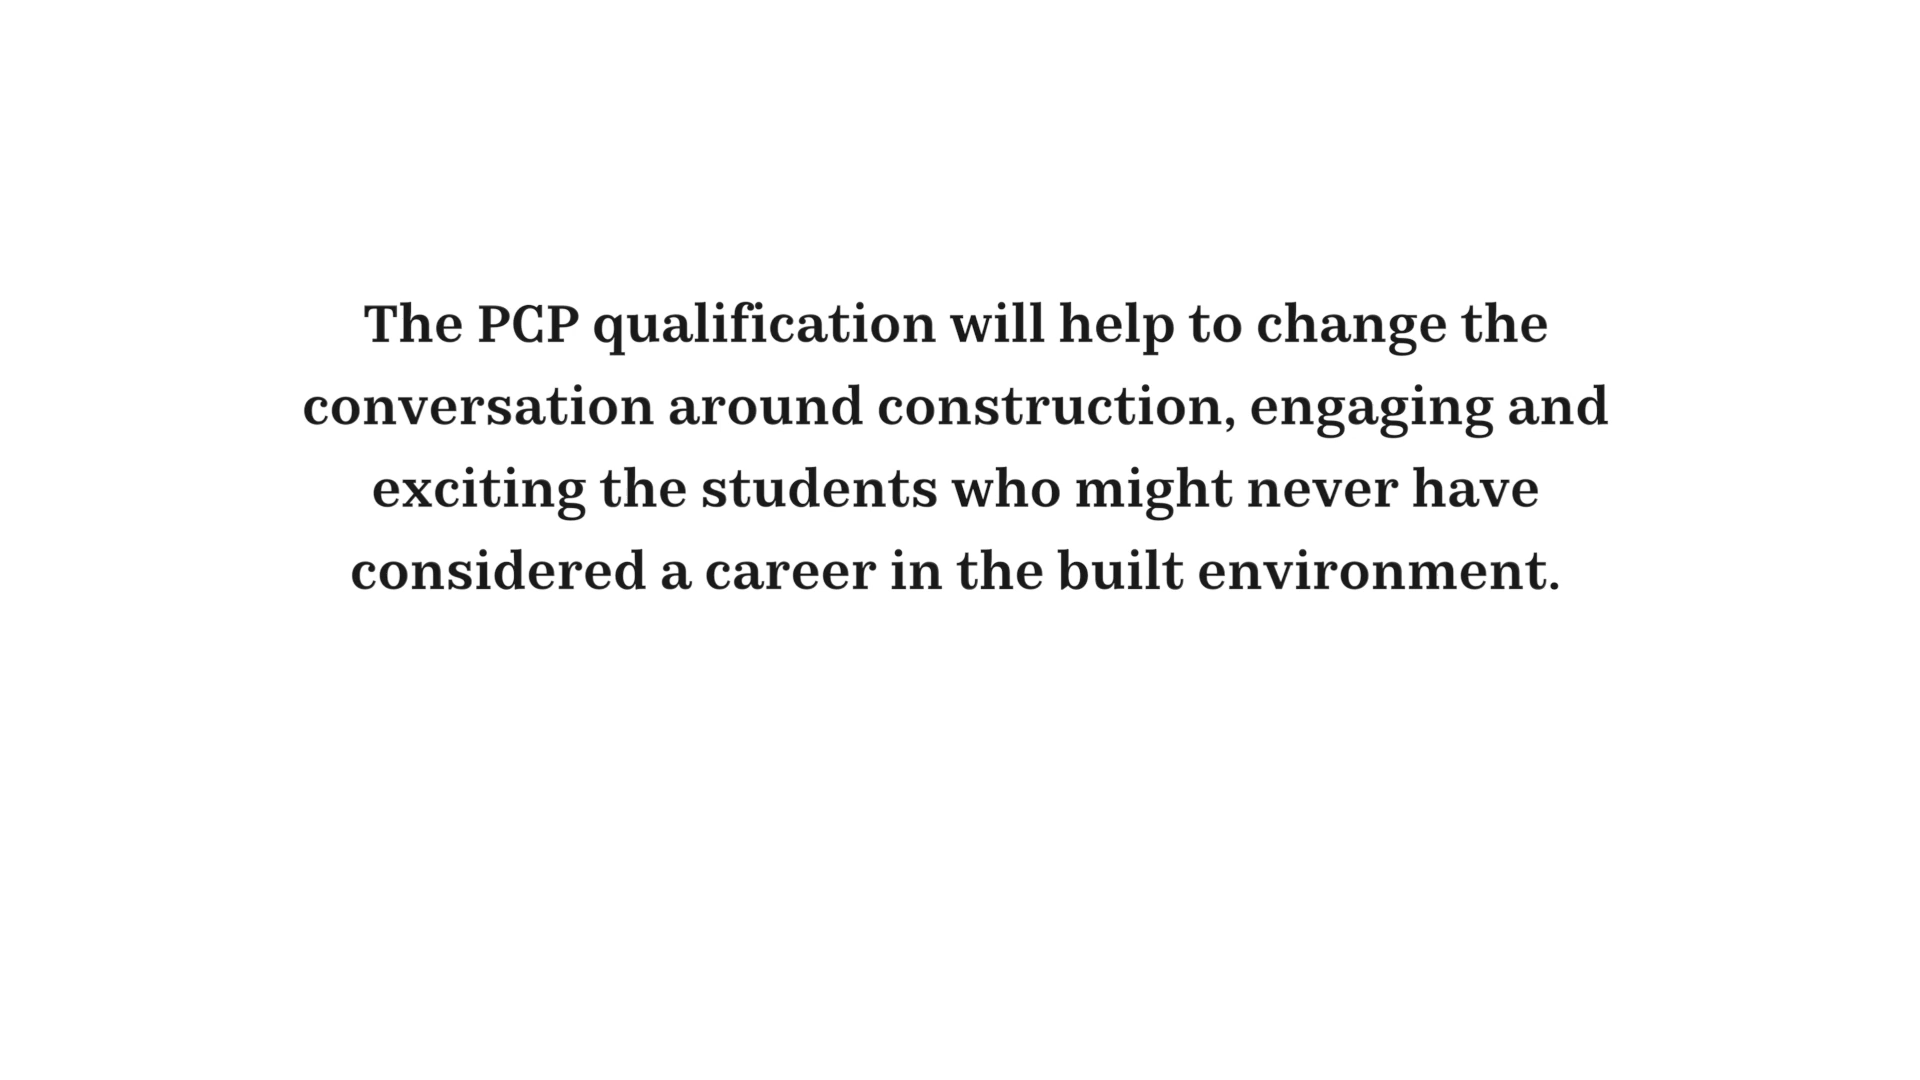 The PCP qualification will help to change the
conversation around construction, engaging and
exciting the students who might never have
considered a career in the built environment.